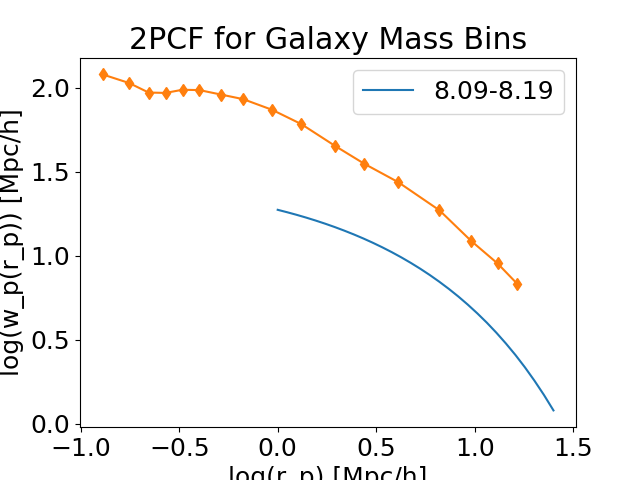 2PCF for Galaxy Mass Bins
8.09-8.19
log(w_p(r_p)) [Mpc/h]
2.0
1.5
1.0
0.5
0.0
−1.0 −0.5 0.0 0.5 1.0 1.5
log(r_p) [Mpc/h]